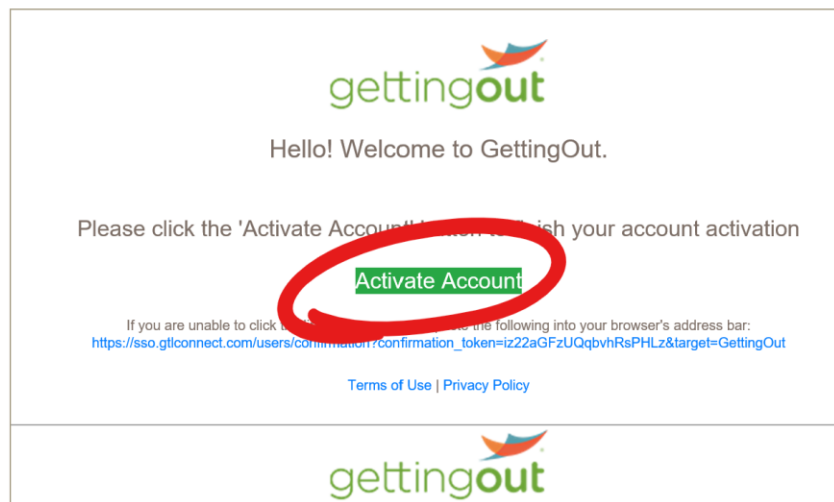 gettingout
Hello! Welcome to GettingOut.
Please click the 'Activate Account' your account activation
Activate Account
If you are unable to click the following into your browser's address bar:
https://sso.gtlconnect.com/users/confirmation?confirmation_token=iz22aGFzUQqbvhRsPHLz&target=GettingOut
Terms of Use | Privacy Policy
gettingout